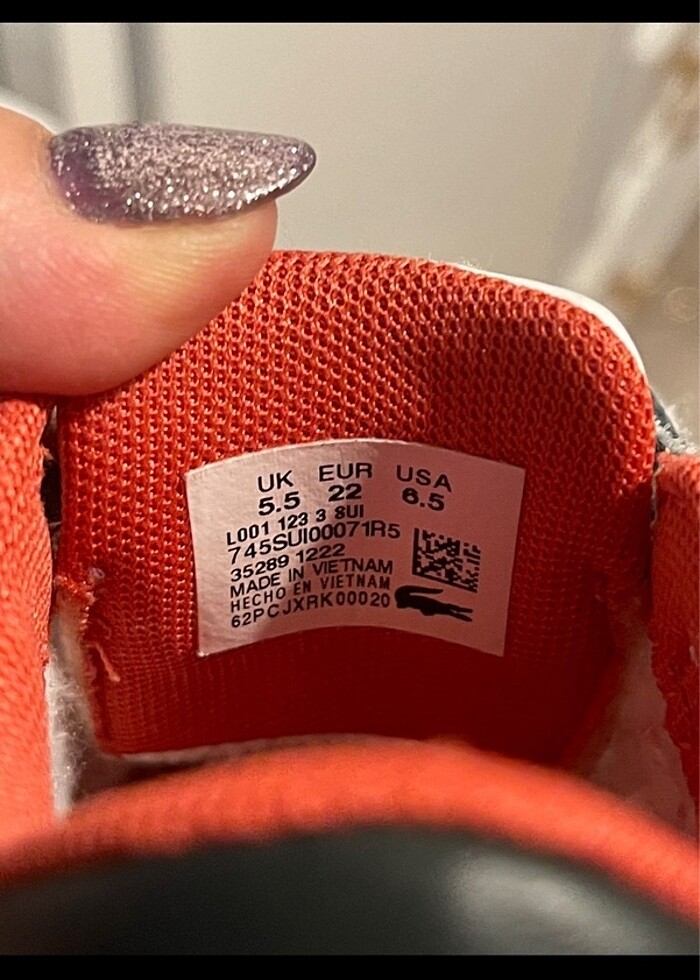 UK EUR USA
5.5 22 6.5
L001 123 3 SUI
745SUI00071R5
35289 1222
MADE IN VIETNAM
HECHO EN VIETNAM
62PCJXRK00020